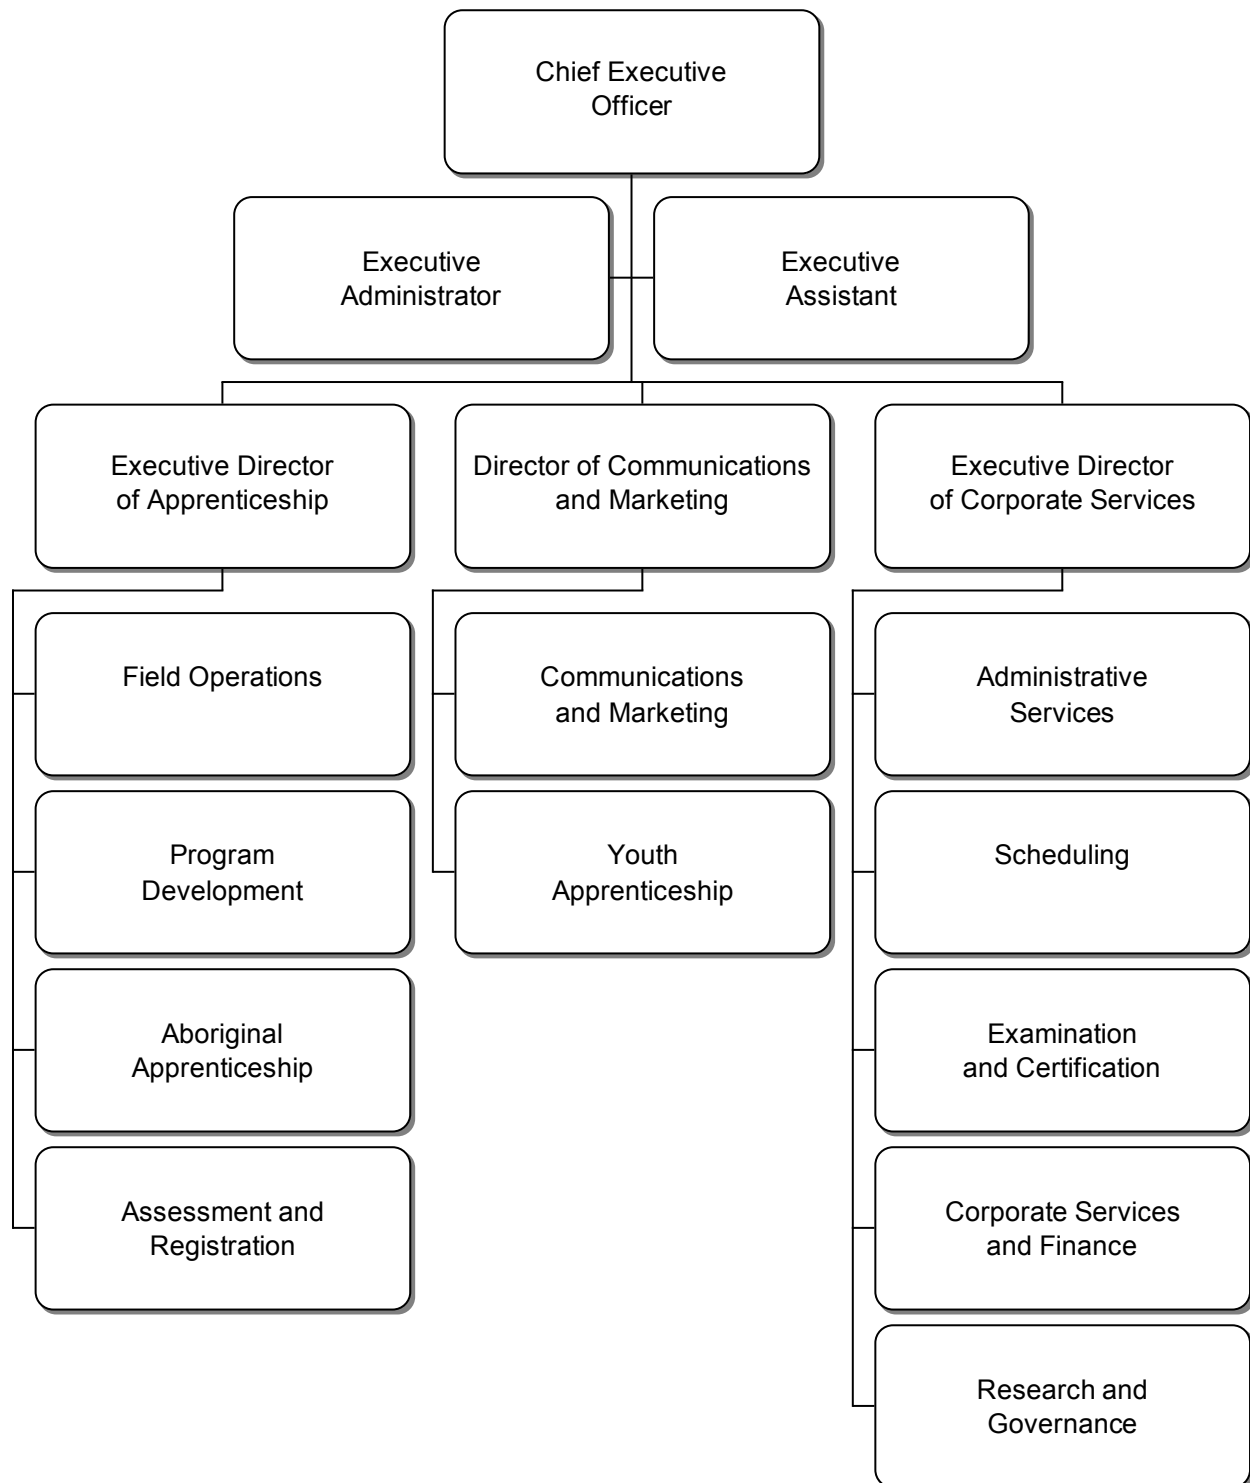 Chief Executive
Officer
Executive
Administrator
Executive
Assistant
Executive Director
of Apprenticeship
Director of Communications
and Marketing
Executive Director
of Corporate Services
Field Operations
Communications
and Marketing
Administrative
Services
Program
Development
Youth
Apprenticeship
Scheduling
Aboriginal
Apprenticeship
Examination
and Certification
Assessment and
Registration
Corporate Services
and Finance
Research and
Governance